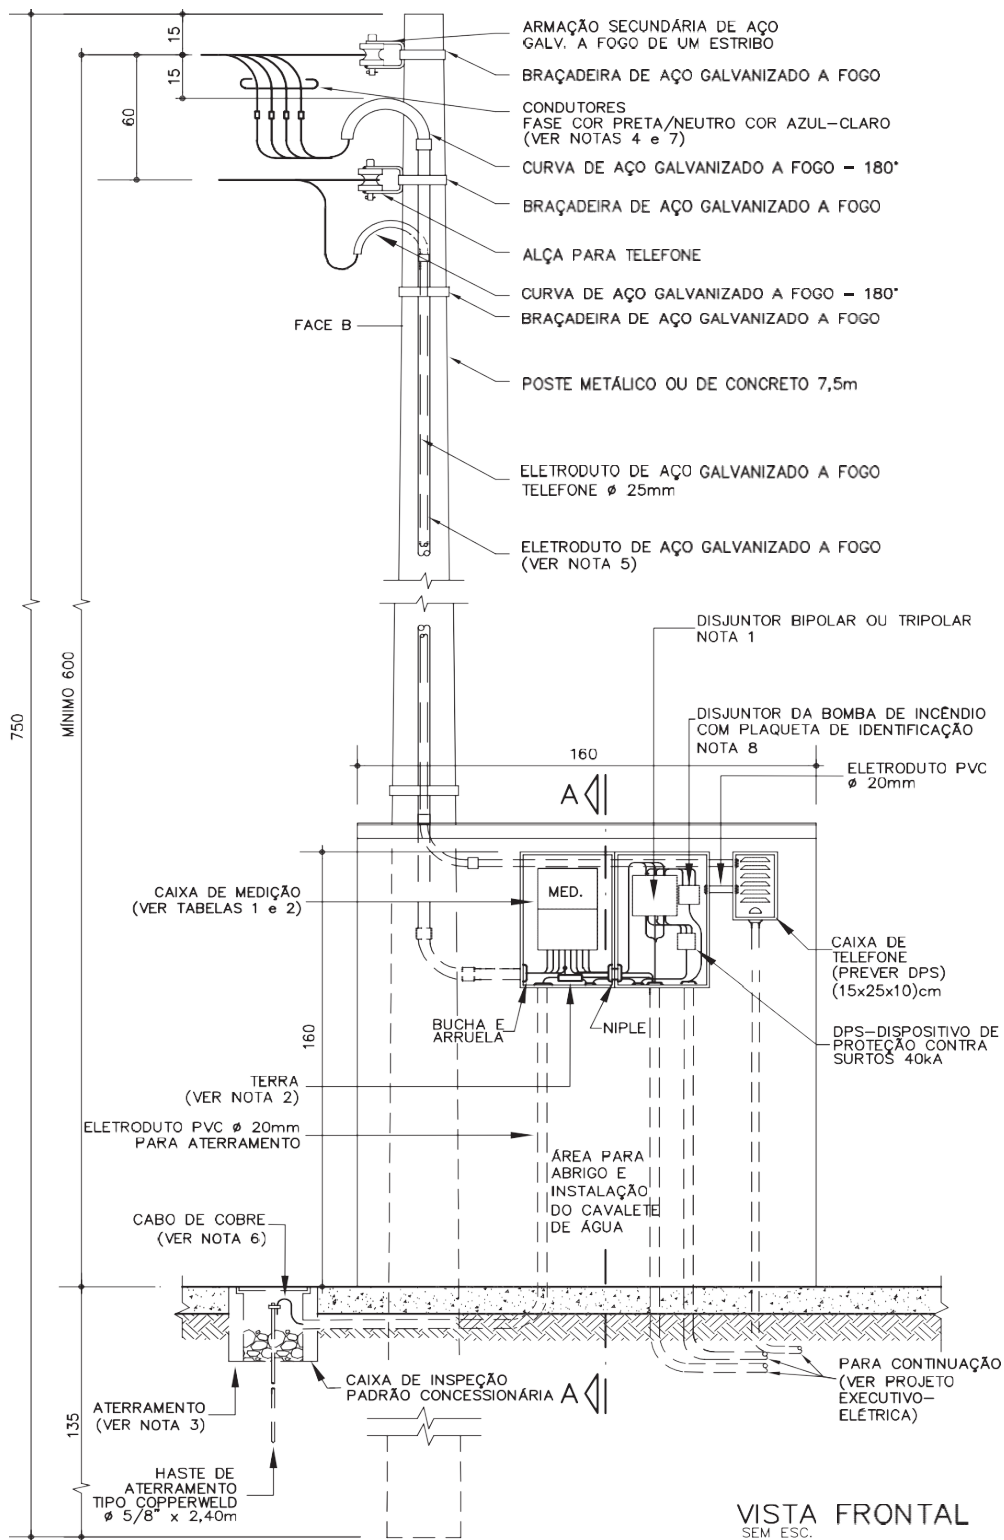 ARMAÇÃO SECUNDÁRIA DE AÇO
GALV. A FOGO DE UM ESTRIBO
BRAÇADEIRA DE AÇO GALVANIZADO A FOGO
CONDUTORES
FASE COR PRETA/NEUTRO COR AZUL-CLARO
(VER NOTAS 4 e 7)
CURVA DE AÇO GALVANIZADO A FOGO - 180°
BRAÇADEIRA DE AÇO GALVANIZADO A FOGO
ALÇA PARA TELEFONE
CURVA DE AÇO GALVANIZADO A FOGO - 180°
BRAÇADEIRA DE AÇO GALVANIZADO A FOGO
FACE B
POSTE METÁLICO OU DE CONCRETO 7,5m
ELETRODUTO DE AÇO GALVANIZADO A FOGO
TELEFONE ø 25mm
ELETRODUTO DE AÇO GALVANIZADO A FOGO
(VER NOTA 5)
15
15
60
750
MÍNIMO 600
DISJUNTOR BIPOLAR OU TRIPOLAR
NOTA 1
DISJUNTOR DA BOMBA DE INCÊNDIO
COM PLAQUETA DE IDENTIFICAÇÃO
NOTA 8
160
ELETRODUTO PVC
ø 20mm
A
CAIXA DE MEDIÇÃO
(VER TABELAS 1 e 2)
MED.
CAIXA DE
TELEFONE
(PREVER DPS)
(15x25x10)cm
BUCHA E
ARRUELA
NIPLE
DPS-DISPOSITIVO DE
PROTEÇÃO CONTRA
SURTOS 40kA
160
TERRA
(VER NOTA 2)
ELETRODUTO PVC ø 20mm
PARA ATERRAMENTO
ÁREA PARA
ABRIGO E
INSTALAÇÃO
DO CAVALETE
DE ÁGUA
CABO DE COBRE
(VER NOTA 6)
CAIXA DE INSPEÇÃO
PADRÃO CONCESSIONÁRIA
A
PARA CONTINUAÇÃO
(VER PROJETO
EXECUTIVO-
ELÉTRICA)
ATERRAMENTO
(VER NOTA 3)
135
HASTE DE
ATERRAMENTO
TIPO COPPERWELD
ø 5/8" x 2,40m
VISTA FRONTAL
SEM ESC.